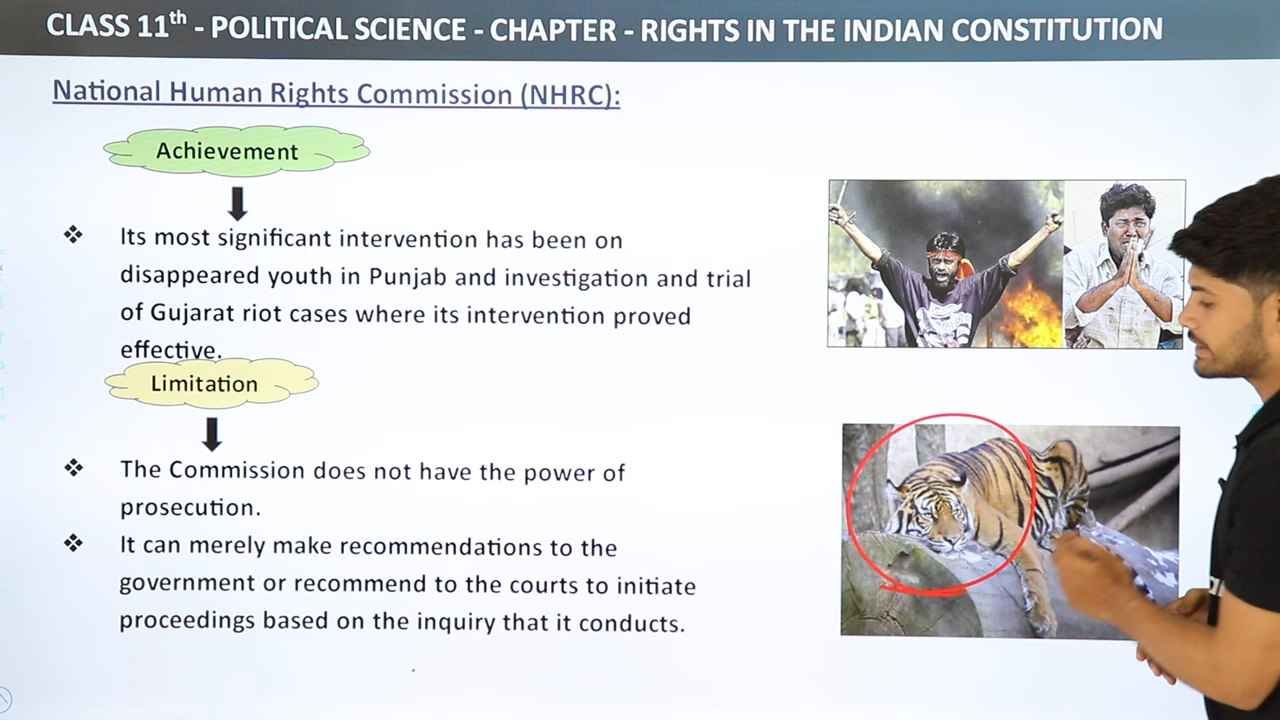 CLASS 11th - POLITICAL SCIENCE - CHAPTER - RIGHTS IN THE INDIAN CONSTITUTION
National Human Rights Commission (NHRC):
Achievement
❖ Its most significant intervention has been on
disappeared youth in Punjab and investigation and trial
of Gujarat riot cases where its intervention proved
effective.
Limitation
❖ The Commission does not have the power of
prosecution.
❖ It can merely make recommendations to the
government or recommend to the courts to initiate
proceedings based on the inquiry that it conducts.